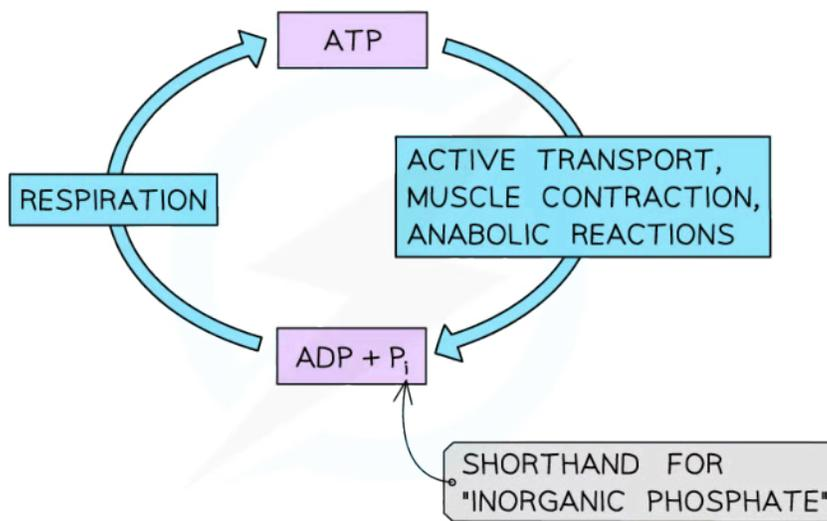 ATP
RESPIRATION
ACTIVE TRANSPORT,
MUSCLE CONTRACTION,
ANABOLIC REACTIONS
ADP + Pi
SHORTHAND FOR
"INORGANIC PHOSPHATE"